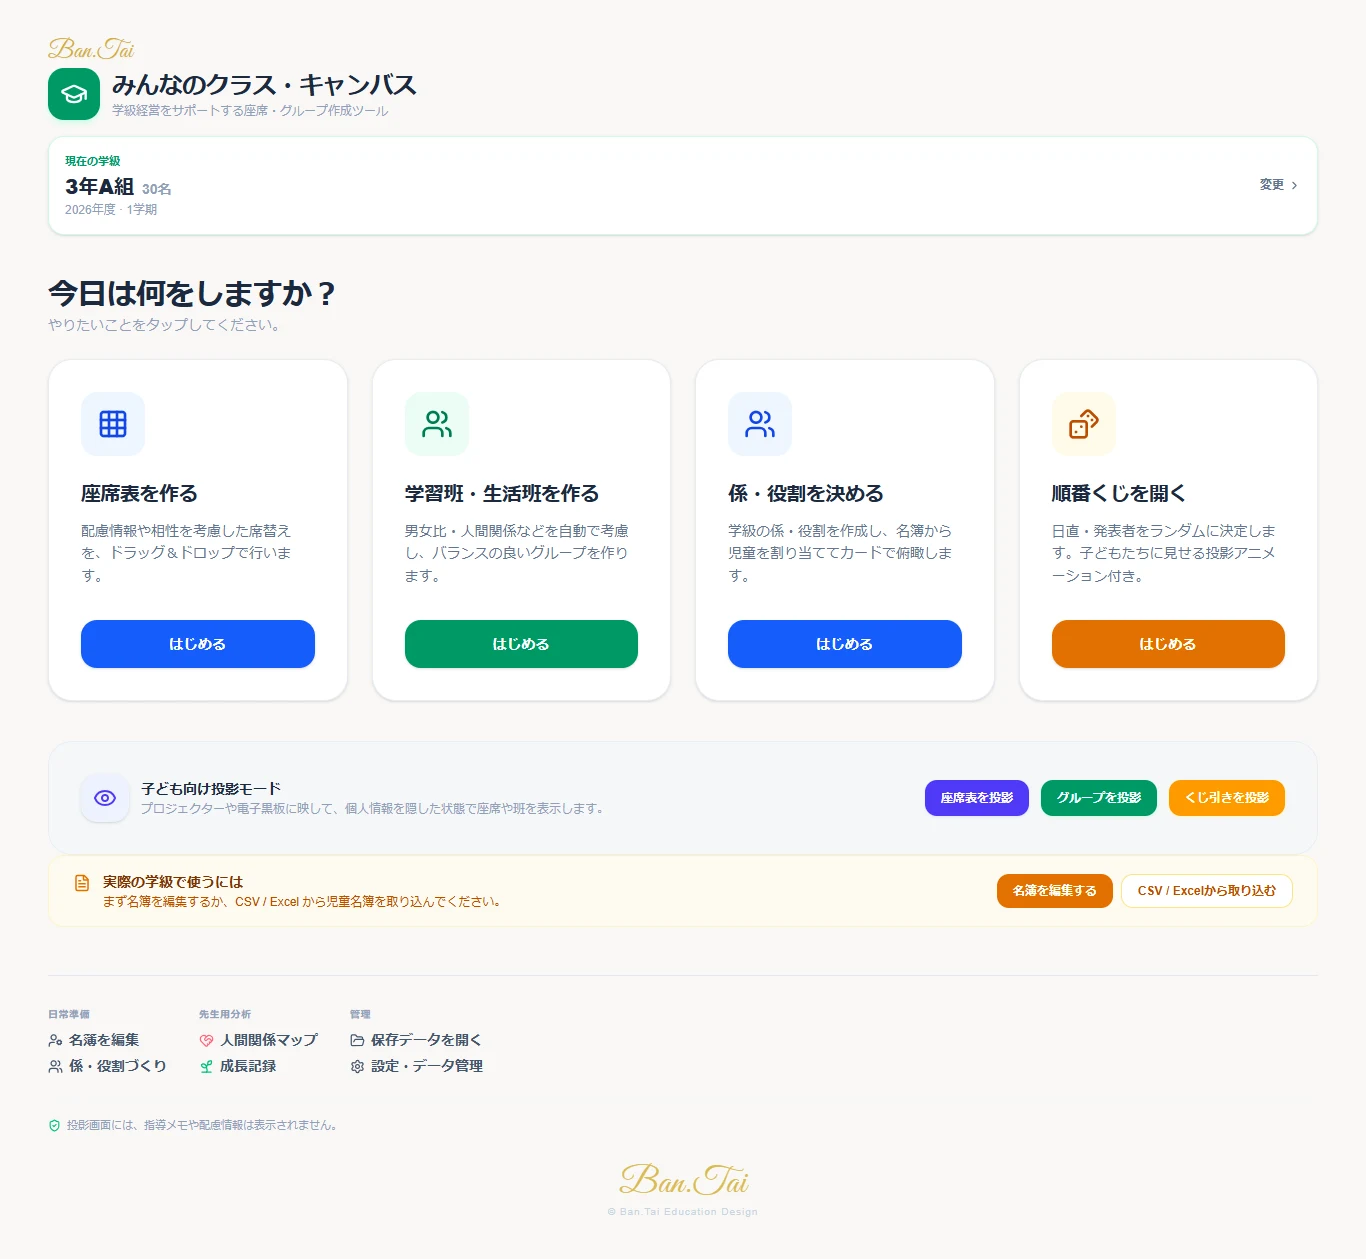 Ban.Tai
みんなのクラス・キャンバス
学級経営をサポートする座席・グループ作成ツール
現在の学級
3年A組 30名
2026年度 · 1学期
変更
今日は何をしますか？
やりたいことをタップしてください。
座席表を作る
配慮情報や相性を考慮した席替え
を、ドラッグ＆ドロップで行いま
す。
はじめる
学習班・生活班を作る
男女比・人間関係などを自動で考慮
し、バランスの良いグループを作り
ます。
はじめる
係・役割を決める
学級の係・役割を作成し、名簿から
児童を割り当ててカードで俯瞰しま
す。
はじめる
順番くじを開く
日直・発表者をランダムに決定しま
す。子どもたちに見せる投影アニメ
ーション付き。
はじめる
子ども向け投影モード
プロジェクターや電子黒板に映して、個人情報を隠した状態で座席や班を表示します。
座席表を投影
グループを投影
くじ引きを投影
実際の学級で使うには
まず名簿を編集するか、CSV / Excel から児童名簿を取り込んでください。
名簿を編集する
CSV / Excelから取り込む
日常準備
名簿を編集
係・役割づくり
先生用分析
人間関係マップ
成長記録
管理
保存データを開く
設定・データ管理
投影画面には、指導メモや配慮情報は表示されません。
Ban.Tai
© Ban.Tai Education Design